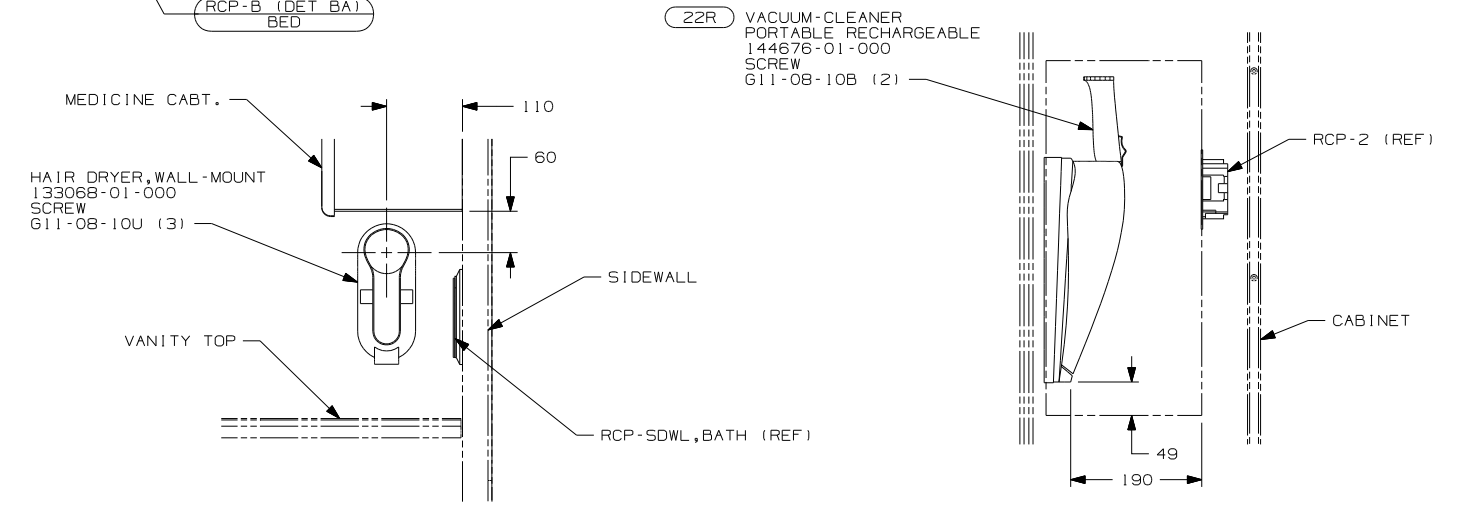 RCP-B (DET BA)
BED
MEDICINE CABT.
110
60
HAIR DRYER,WALL-MOUNT
133068-01-000
SCREW
G11-08-10U (3)
SIDEWALL
VANITY TOP
RCP-SDWL,BATH (REF)
22R
VACUUM-CLEANER
PORTABLE RECHARGEABLE
144676-01-000
SCREW
G11-08-10B (2)
RCP-2 (REF)
CABINET
49
190